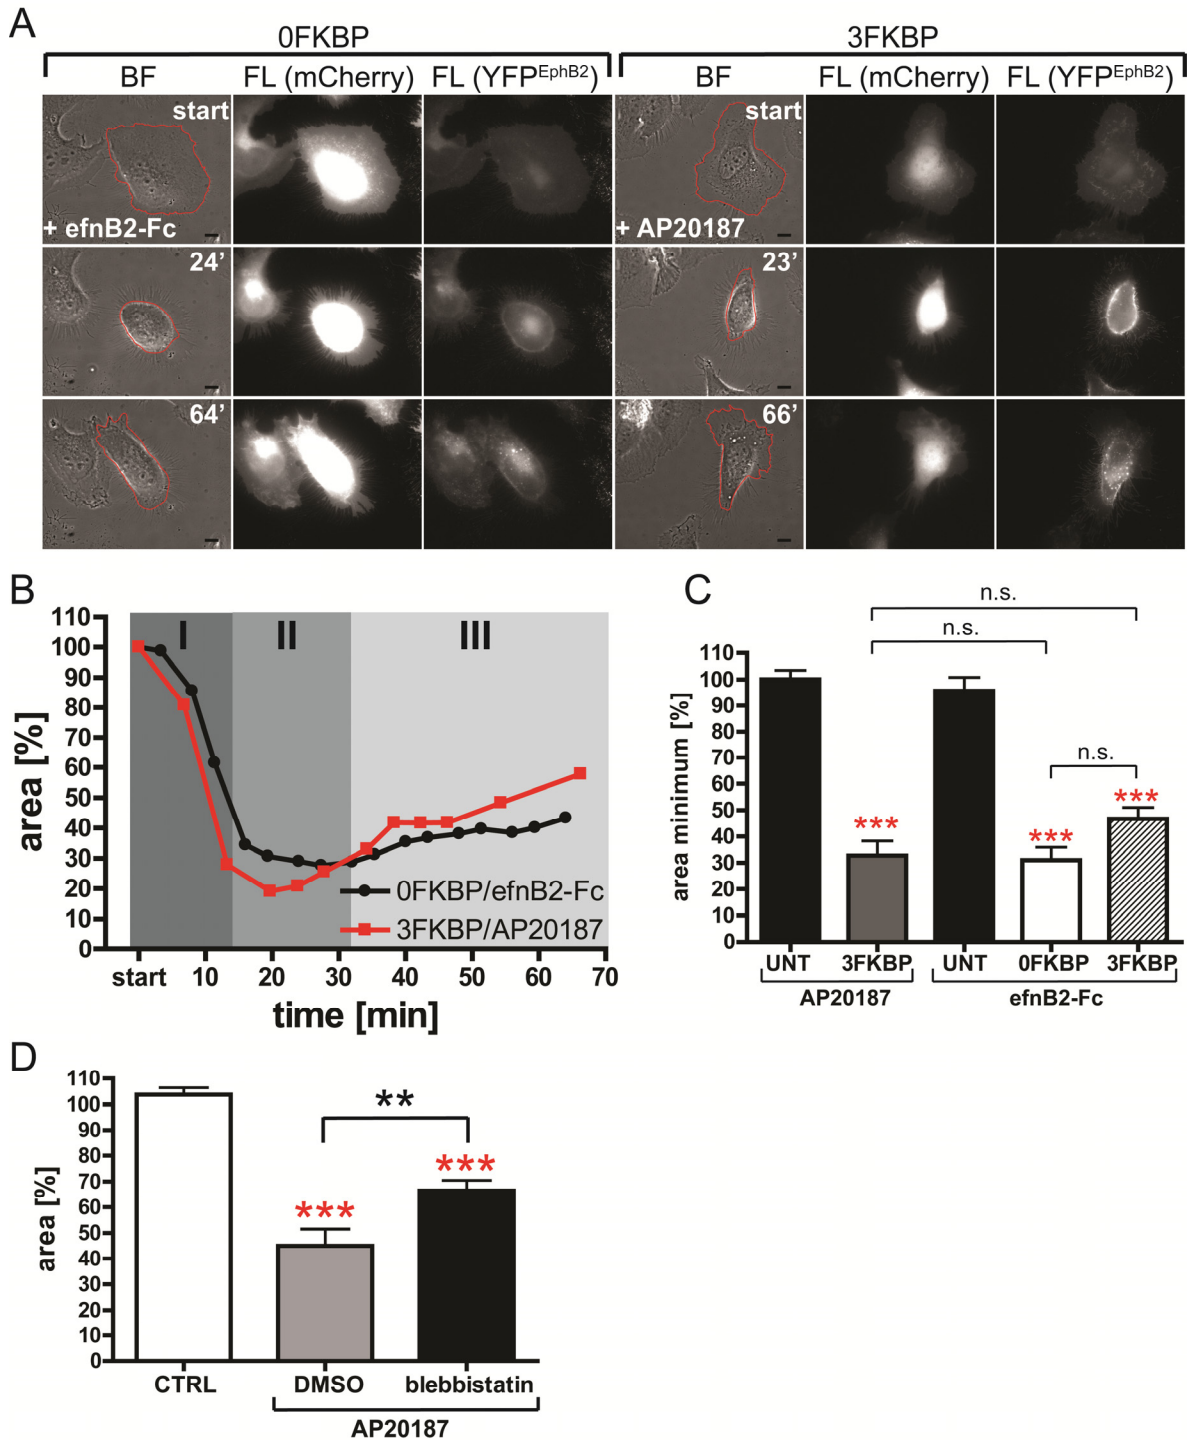 A
0FKBP 3FKBP
BF FL (mCherry) FL (YFPEphB2) BF FL (mCherry) FL (YFPEphB2)
start start
+ efnB2-Fc + AP20187
24’ 23’
64’ 66’
B
110
100
90
80
70
60
50
40
30
20
10
0
area [%]
I II III
0FKBP/efnB2-Fc
3FKBP/AP20187
start 10 20 30 40 50 60 70
time [min]
C
n.s.
n.s.
n.s.
110
100
90
80
70
60
50
40
30
20
10
0
area minimum [%]
*** *** ***
UNT 3FKBP UNT 0FKBP 3FKBP
AP20187 efnB2-Fc
D
110
100
90
80
70
60
50
40
30
20
10
0
area [%]
**
*** ***
CTRL DMSO blebbistatin
AP20187